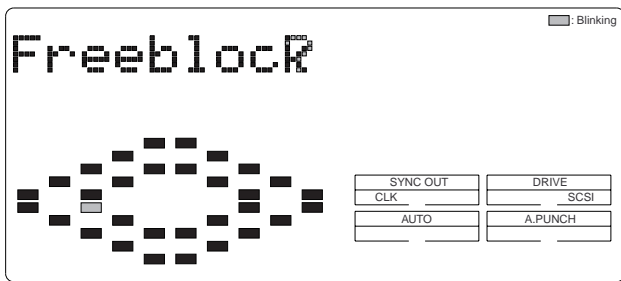 : Blinking
Freeblock
SYNC OUT DRIVE
CLK SCSI
AUTO A.PUNCH